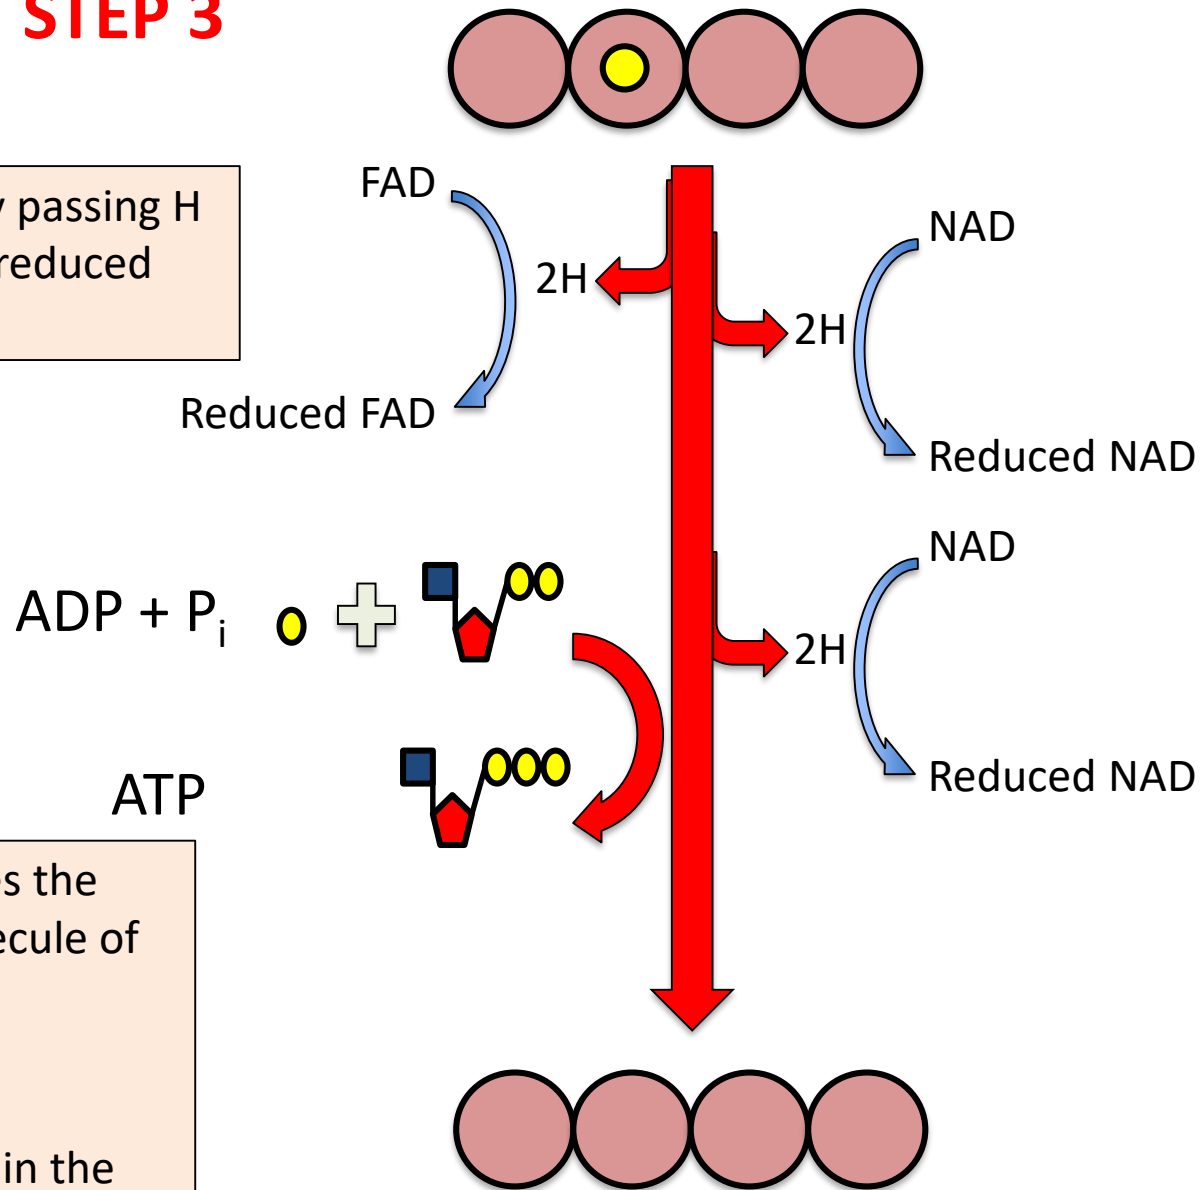 STEP 3
passing H
reduced
FAD
2H
Reduced FAD
NAD
2H
Reduced NAD
NAD
2H
Reduced NAD
ADP + Pi
ATP
the
of
in the